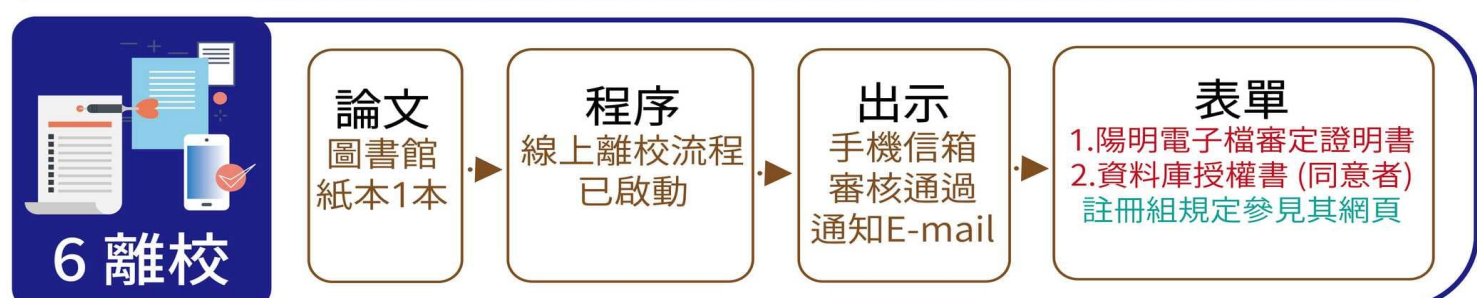 6 離校
論文
圖書館
紙本1本
程序
線上離校流程
已啟動
出示
手機信箱
審核通過
通知E-mail
表單
1.陽明電子檔審定證明書
2.資料庫授權書 (同意者)
註冊組規定參見其網頁